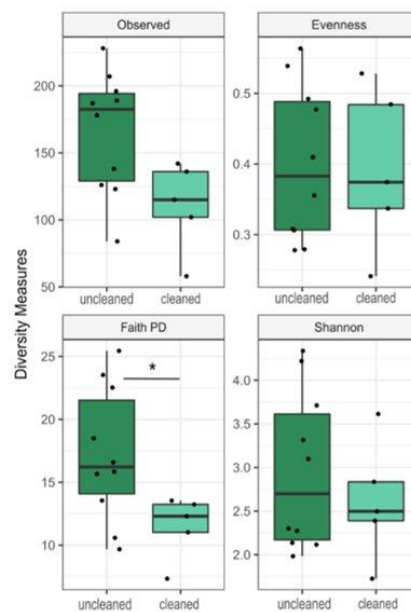 Observed
Evenness
200
150
100
50
0.5
0.4
0.3
uncleaned cleaned
uncleaned cleaned
Diversity Measures
Faith PD
Shannon
25
20
15
10
*
4.0
3.5
3.0
2.5
2.0
uncleaned cleaned
uncleaned cleaned